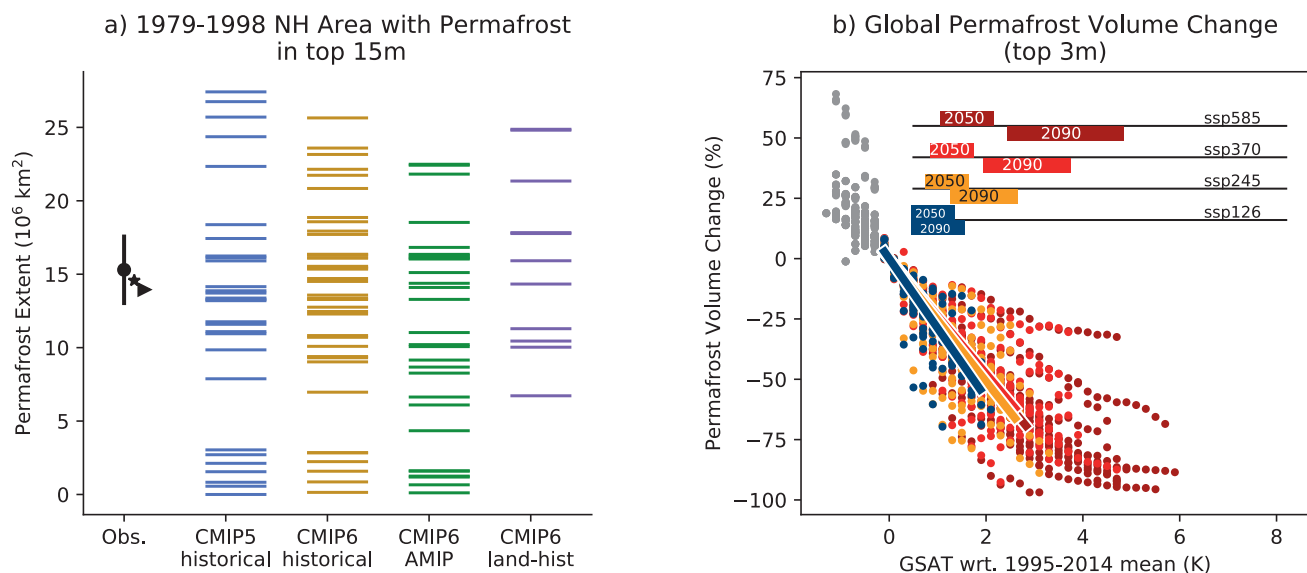 a) 1979-1998 NH Area with Permafrost
in top 15m
Permafrost Extent (10⁶ km²)
25
20
15
10
5
0
Obs.
CMIP5
historical
CMIP6
historical
CMIP6
AMIP
CMIP6
land-hist
b) Global Permafrost Volume Change
(top 3m)
Permafrost Volume Change (%)
75
50
25
0
−25
−50
−75
−100
2050
ssp585
2090
2050
ssp370
2090
2050
ssp245
2090
2050
ssp126
2090
0
2
4
6
8
GSAT wrt. 1995-2014 mean (K)